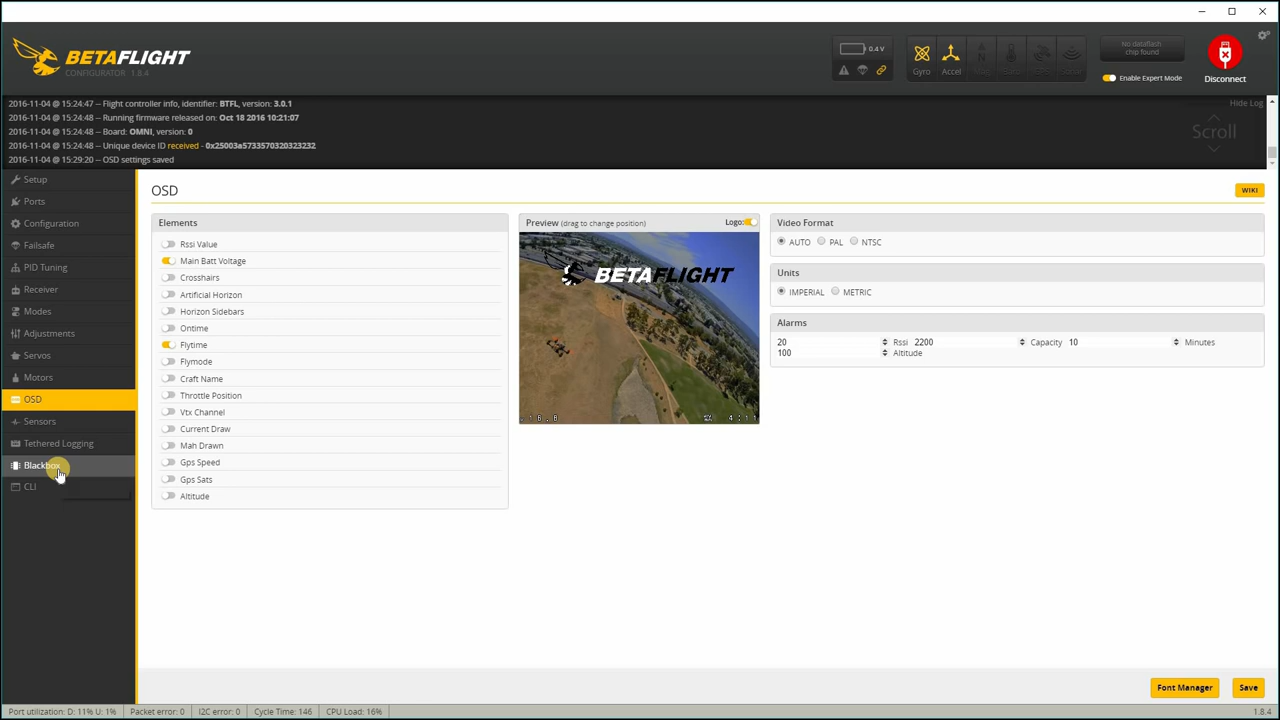 BETAFLIGHT
CONFIGURATOR 1.8.4
0.4 V
Gyro
Accel
No dataflash
chip found
Enable Expert Mode
Disconnect
2016-11-04 @ 15:24:47 -- Flight controller info, identifier: BTFL, version: 3.0.1
2016-11-04 @ 15:24:48 -- Running firmware released on: Oct 18 2016 10:21:07
2016-11-04 @ 15:24:48 -- Board: OMNI, version: 0
2016-11-04 @ 15:24:48 -- Unique device ID received - 0x25003a5733570320323232
2016-11-04 @ 15:29:20 -- OSD settings saved
Hide Log
Scroll
Setup
Ports
Configuration
Failsafe
PID Tuning
Receiver
Modes
Adjustments
Servos
Motors
OSD
Sensors
Tethered Logging
Blackbox
CLI
OSD
WIKI
Elements
Rssi Value
Main Batt Voltage
Crosshairs
Artificial Horizon
Horizon Sidebars
Ontime
Flytime
Flymode
Craft Name
Throttle Position
Vtx Channel
Current Draw
Mah Drawn
Gps Speed
Gps Sats
Altitude
Preview (drag to change position)
Logo:
BETAFLIGHT
16.8
Video Format
AUTO PAL NTSC
Units
IMPERIAL METRIC
Alarms
20 Rssi 2200 Capacity 10 Minutes
100 Altitude
Font Manager
Save
Port utilization: D: 11% U: 1% Packet error: 0 I2C error: 0 Cycle Time: 146 CPU Load: 16%
1.8.4